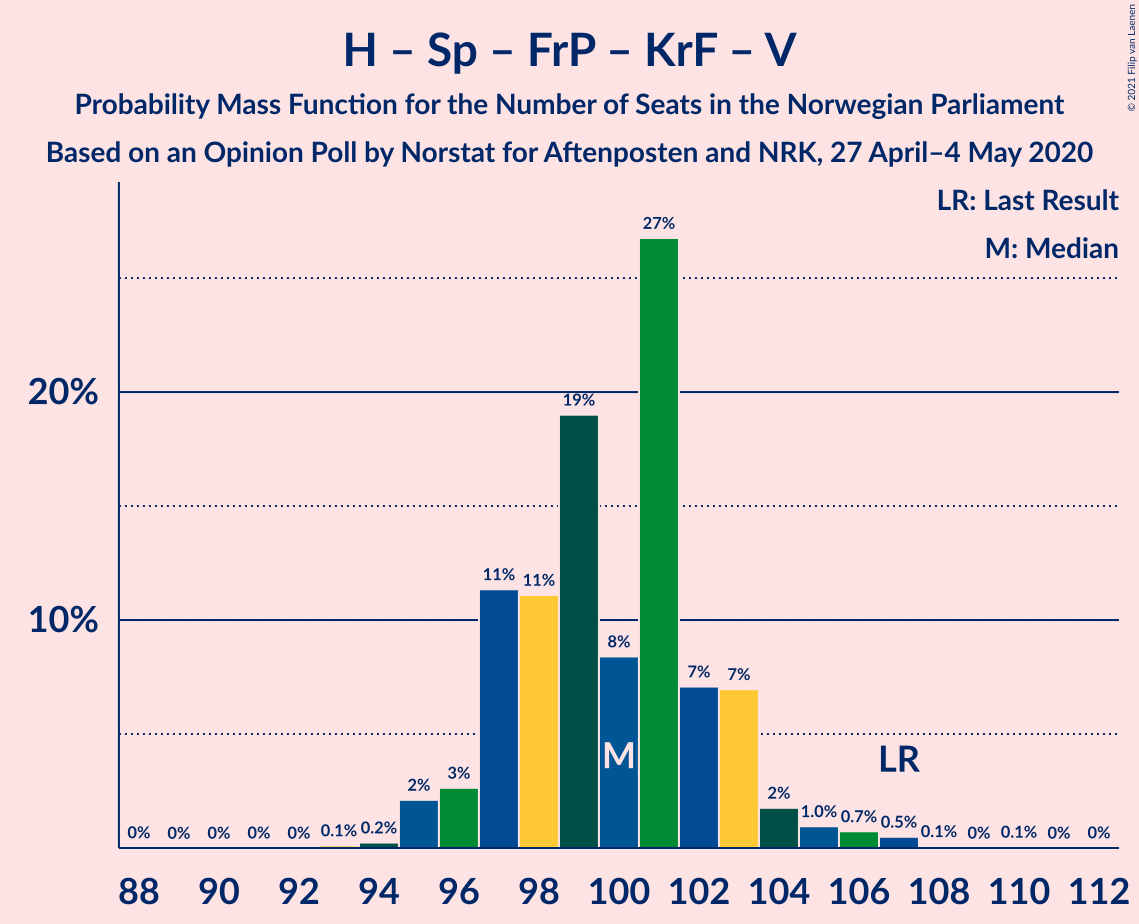 H – Sp – FrP – KrF – V
Probability Mass Function for the Number of Seats in the Norwegian Parliament
Based on an Opinion Poll by Norstat for Aftenposten and NRK, 27 April–4 May 2020
© 2021 Filip van Laenen
LR: Last Result
M: Median
27%
20%
19%
11% 11%
10%
8%
7% 7%
M
LR
3%
2% 2%
0% 0% 0% 0% 0% 0.1% 0.2% 1.0% 0.7% 0.5% 0.1% 0% 0.1% 0% 0%
88 90 92 94 96 98 100 102 104 106 108 110 112